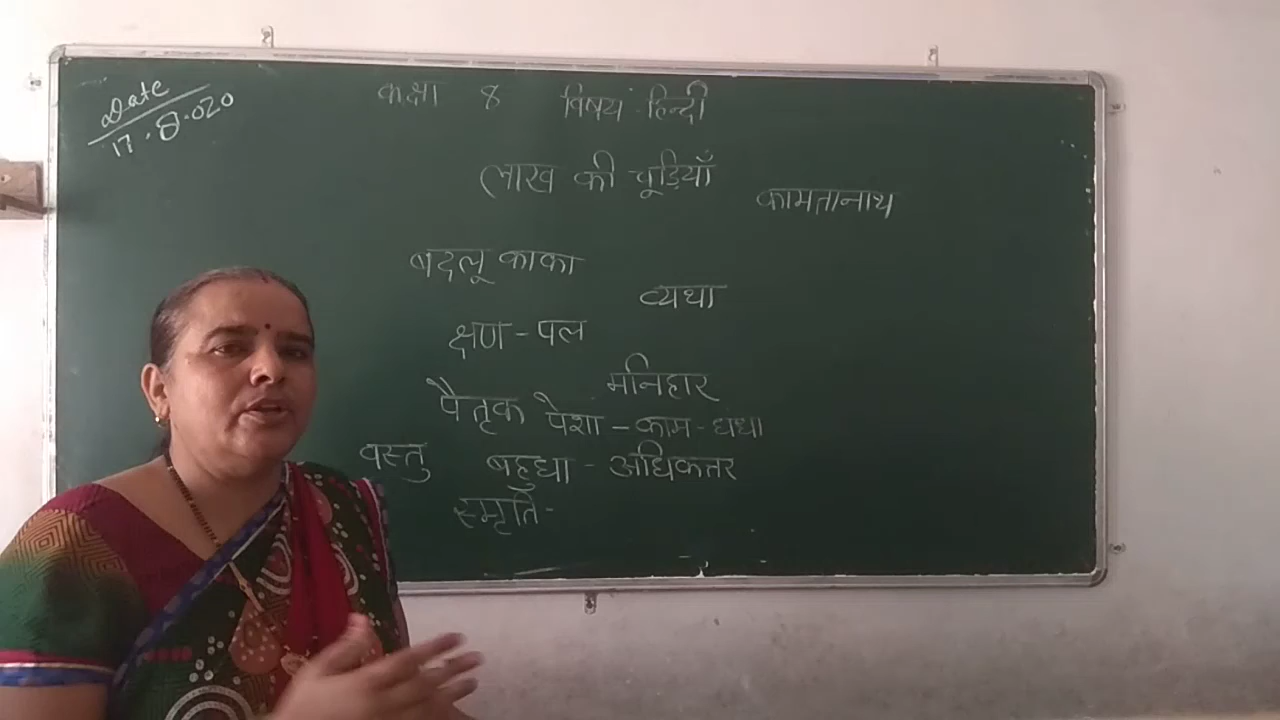 Date
17.8.020
कक्षा 8 विषय हिन्दी
लाख की चूड़ियाँ
कामतानाथ
बदलू काका
व्यथा
क्षण - पल
मनिहार
पैतृक पेशा - काम - धंधा
वस्तु बहुधा - अधिकतर
स्मृति -